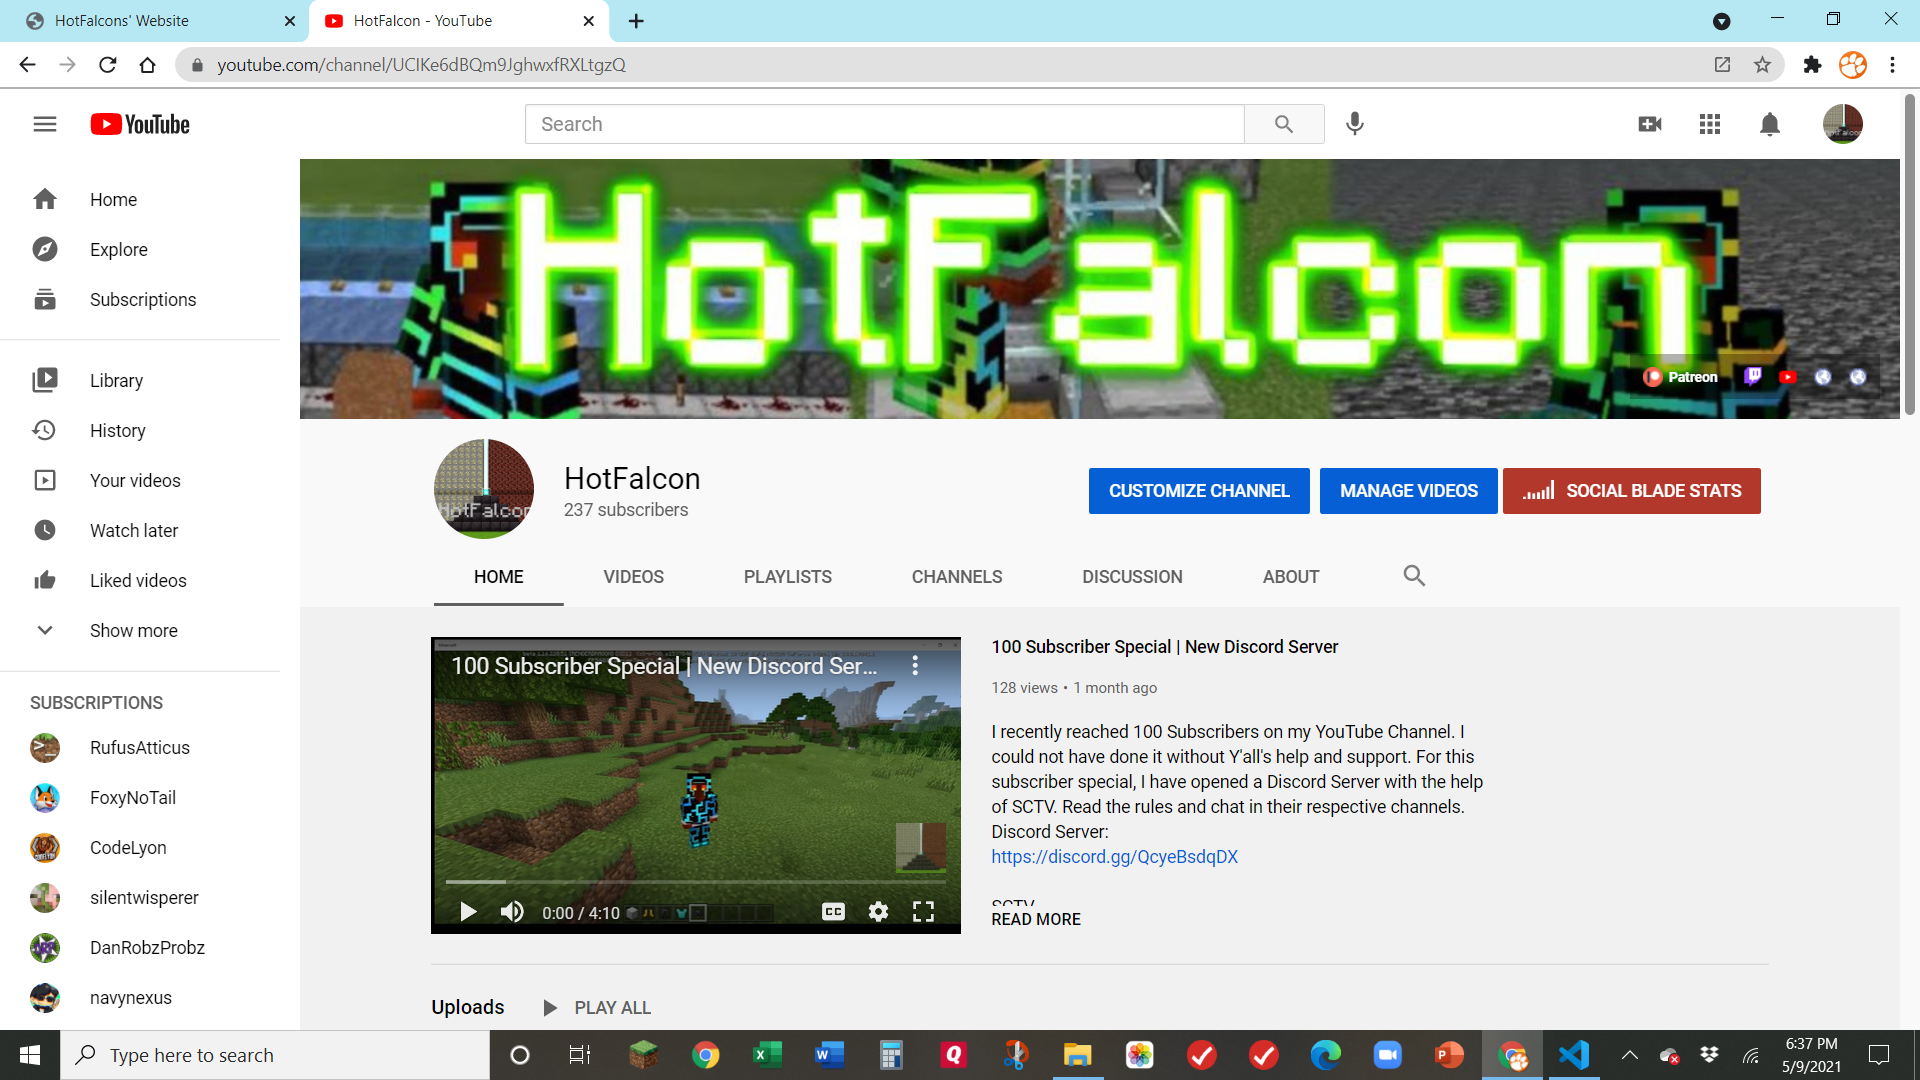 HotFalcons' Website
HotFalcon - YouTube
youtube.com/channel/UCIKe6dBQm9JghwxfRXLtgzQ
YouTube
Search
Home
Explore
Subscriptions
Library
History
Your videos
Watch later
Liked videos
Show more
SUBSCRIPTIONS
RufusAtticus
FoxyNoTail
CodeLyon
silentwisperer
DanRobzProbz
navynexus
HotFalcon
Patreon
HotFalcon
HotFalcon
237 subscribers
CUSTOMIZE CHANNEL
MANAGE VIDEOS
SOCIAL BLADE STATS
HOME
VIDEOS
PLAYLISTS
CHANNELS
DISCUSSION
ABOUT
100 Subscriber Special | New Discord Ser...
0:00 / 4:10
CC
100 Subscriber Special | New Discord Server
128 views • 1 month ago
I recently reached 100 Subscribers on my YouTube Channel. I
could not have done it without Y'all's help and support. For this
subscriber special, I have opened a Discord Server with the help
of SCTV. Read the rules and chat in their respective channels.
Discord Server:
https://discord.gg/QcyeBsdqDX
SCTV
READ MORE
Uploads
PLAY ALL
Type here to search
6:37 PM
5/9/2021